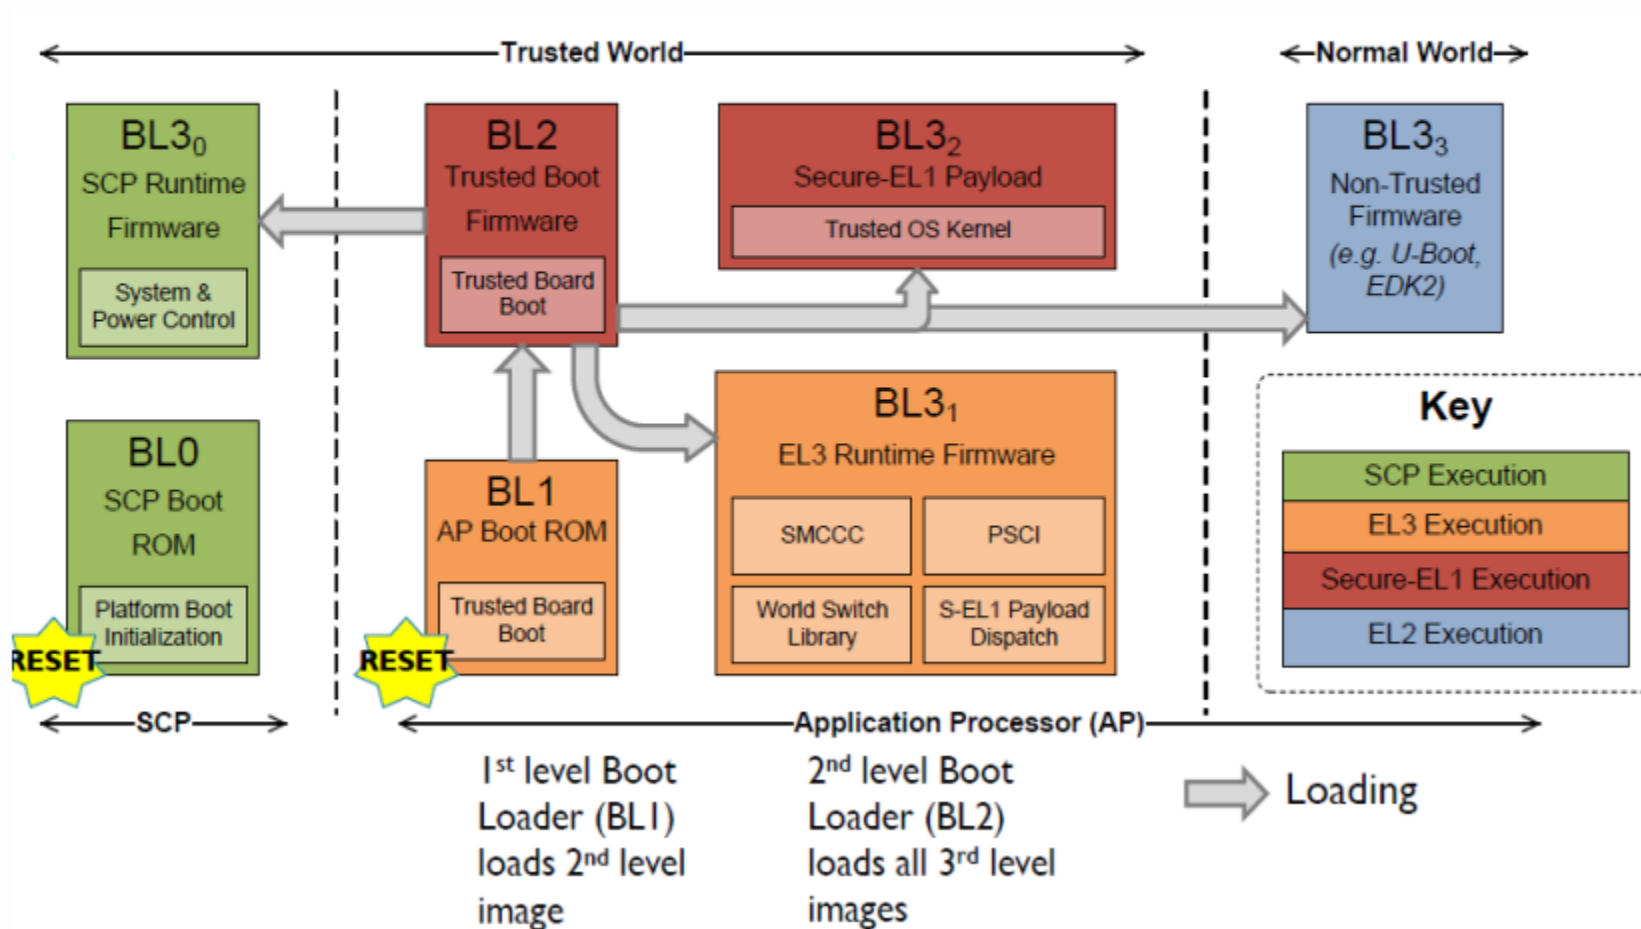 Trusted World
Normal World
BL3₀
SCP Runtime
Firmware
System &
Power Control
BL2
Trusted Boot
Firmware
Trusted Board
Boot
BL3₂
Secure-EL1 Payload
Trusted OS Kernel
BL3₃
Non-Trusted
Firmware
(e.g. U-Boot,
EDK2)
BL0
SCP Boot
ROM
Platform Boot
Initialization
RESET
BL1
AP Boot ROM
Trusted Board
Boot
RESET
BL3₁
EL3 Runtime Firmware
SMCCC
PSCI
World Switch
Library
S-EL1 Payload
Dispatch
Key
SCP Execution
EL3 Execution
Secure-EL1 Execution
EL2 Execution
SCP
Application Processor (AP)
1st level Boot
Loader (BL1)
loads 2nd level
image
2nd level Boot
Loader (BL2)
loads all 3rd level
images
Loading